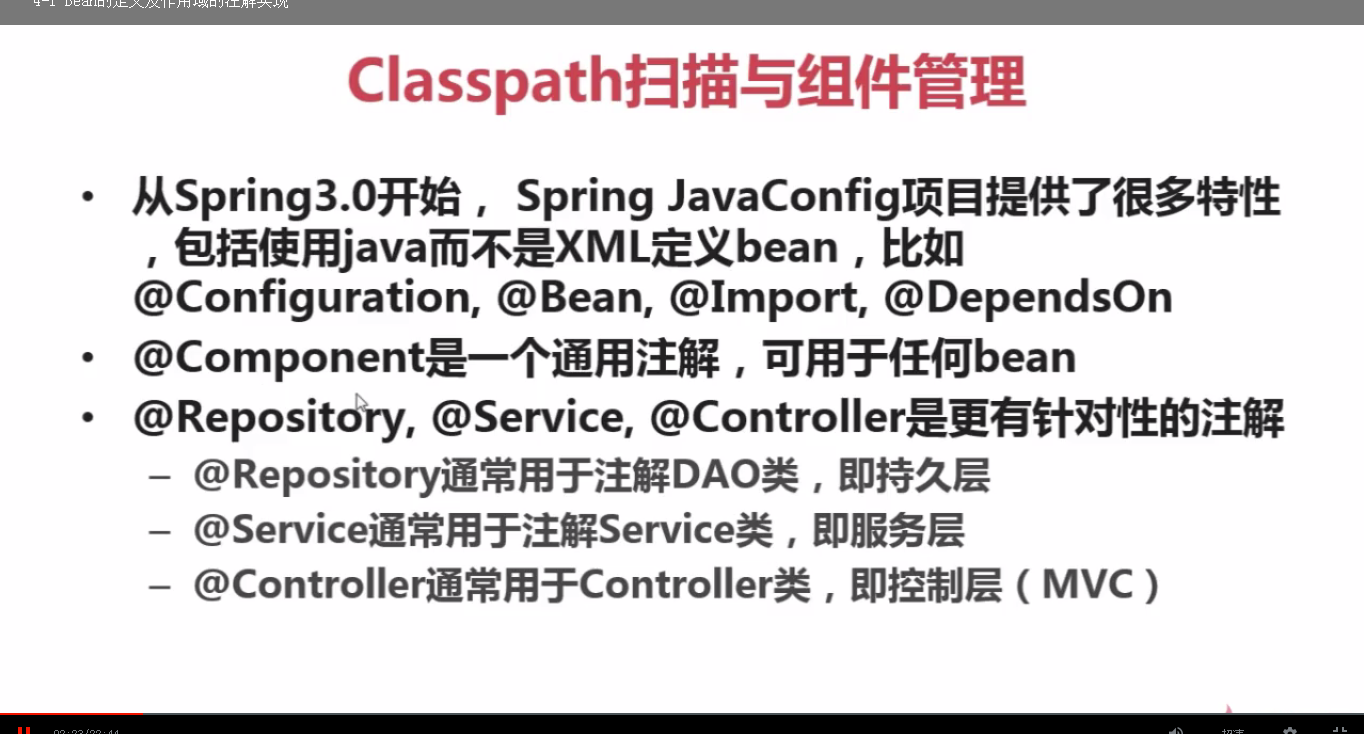 4-1 Bean的定义及作用域的注解实现
Classpath扫描与组件管理
• 从Spring3.0开始， Spring JavaConfig项目提供了很多特性
，包括使用java而不是XML定义bean，比如
@Configuration, @Bean, @Import, @DependsOn
• @Component是一个通用注解，可用于任何bean
• @Repository, @Service, @Controller是更有针对性的注解
– @Repository通常用于注解DAO类，即持久层
– @Service通常用于注解Service类，即服务层
– @Controller通常用于Controller类，即控制层（MVC）